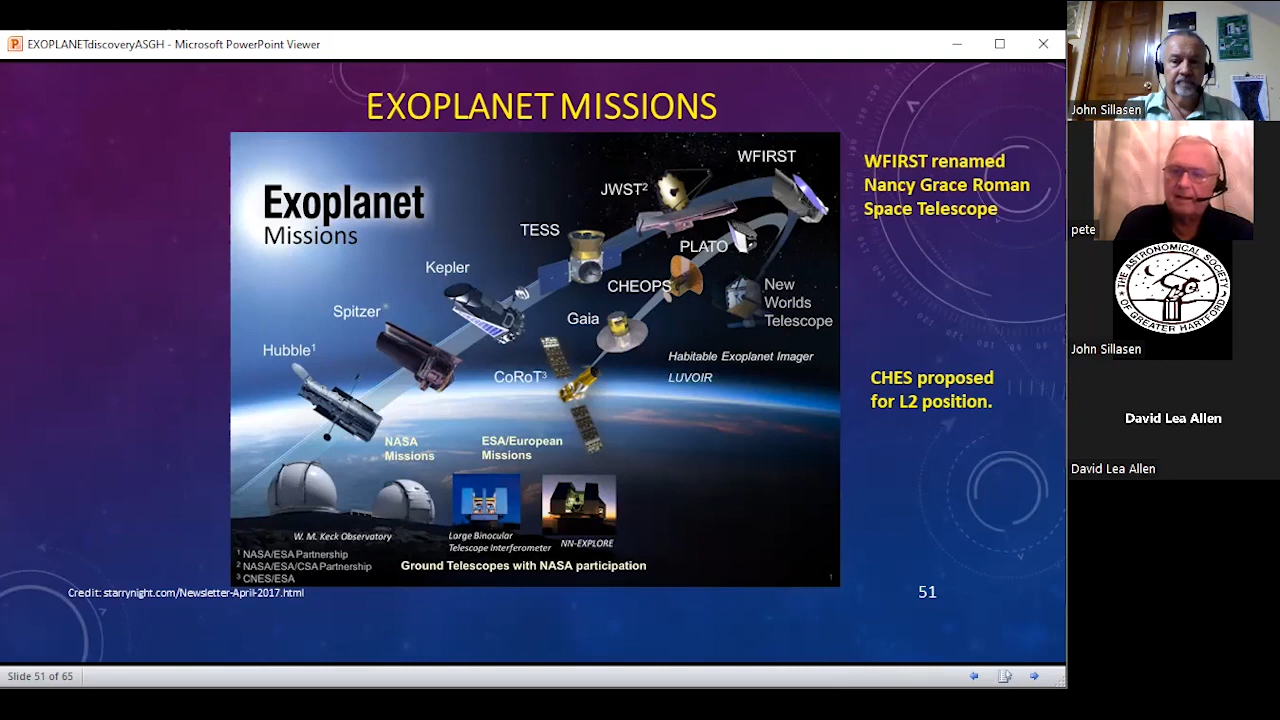 EXOPLANETdiscoveryASGH - Microsoft PowerPoint Viewer
EXOPLANET MISSIONS
Exoplanet
Missions
WFIRST
JWST²
TESS
PLATO
Kepler
CHEOPS
New
Worlds
Telescope
Spitzer
Gaia
Hubble¹
Habitable Exoplanet Imager
CoRoT³
LUVOIR
NASA
Missions
ESA/European
Missions
W. M. Keck Observatory
Large Binocular
Telescope Interferometer
NN-EXPLORE
¹ NASA/ESA Partnership
² NASA/ESA/CSA Partnership
³ CNES/ESA
Ground Telescopes with NASA participation
1
WFIRST renamed
Nancy Grace Roman
Space Telescope
CHES proposed
for L2 position.
Credit: starrynight.com/Newsletter-April-2017.html
51
Slide 51 of 65
John Sillasen
pete
THE ASTRONOMICAL SOCIETY
OF GREATER HARTFORD
John Sillasen
David Lea Allen
David Lea Allen